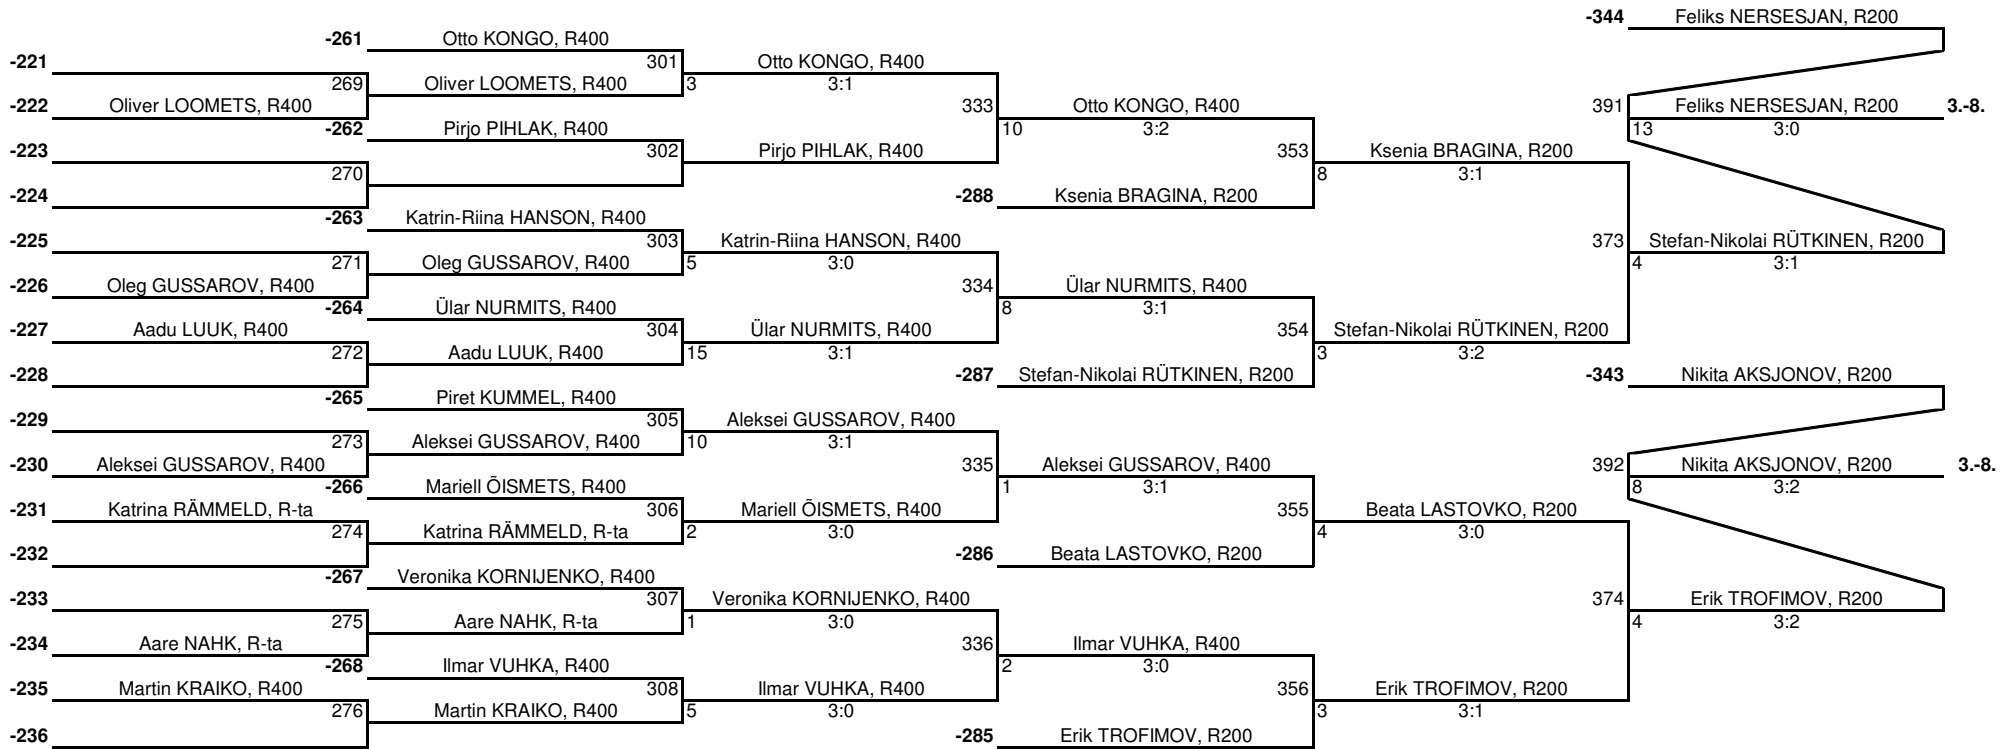 -344 Feliks NERSESJAN, R200
-261 Otto KONGO, R400
-221 301 Otto KONGO, R400
269 Oliver LOOMETS, R400 3 3:1
-222 Oliver LOOMETS, R400 333 Otto KONGO, R400 391 Feliks NERSESJAN, R200 3.-8.
-262 Pirjo PIHLAK, R400 10 3:2 13 3:0
-223 302 Pirjo PIHLAK, R400 353 Ksenia BRAGINA, R200
270 8 3:1
-224 -288 Ksenia BRAGINA, R200
-263 Katrin-Riina HANSON, R400
-225 303 Katrin-Riina HANSON, R400 373 Stefan-Nikolai RÜTKINEN, R200
271 Oleg GUSSAROV, R400 5 3:0 4 3:1
-226 Oleg GUSSAROV, R400 334 Ülar NURMITS, R400
-264 Ülar NURMITS, R400 8 3:1
-227 Aadu LUUK, R400 304 Ülar NURMITS, R400 354 Stefan-Nikolai RÜTKINEN, R200
272 Aadu LUUK, R400 15 3:1 3 3:2
-228 -287 Stefan-Nikolai RÜTKINEN, R200 -343 Nikita AKSJONOV, R200
-265 Piret KUMMEL, R400
-229 305 Aleksei GUSSAROV, R400
273 Aleksei GUSSAROV, R400 10 3:1
-230 Aleksei GUSSAROV, R400 335 Aleksei GUSSAROV, R400 392 Nikita AKSJONOV, R200 3.-8.
-266 Mariell ÕISMETS, R400 1 3:1 8 3:2
-231 Katrina RÄMMELD, R-ta 306 Mariell ÕISMETS, R400 355 Beata LASTOVKO, R200
274 Katrina RÄMMELD, R-ta 2 3:0 4 3:0
-232 -286 Beata LASTOVKO, R200
-267 Veronika KORNIJENKO, R400
-233 307 Veronika KORNIJENKO, R400 374 Erik TROFIMOV, R200
275 Aare NAHK, R-ta 1 3:0 4 3:2
-234 Aare NAHK, R-ta 336 Ilmar VUHKA, R400
-268 Ilmar VUHKA, R400 2 3:0
-235 Martin KRAIKO, R400 308 Ilmar VUHKA, R400 356 Erik TROFIMOV, R200
276 Martin KRAIKO, R400 5 3:0 3 3:1
-236 -285 Erik TROFIMOV, R200